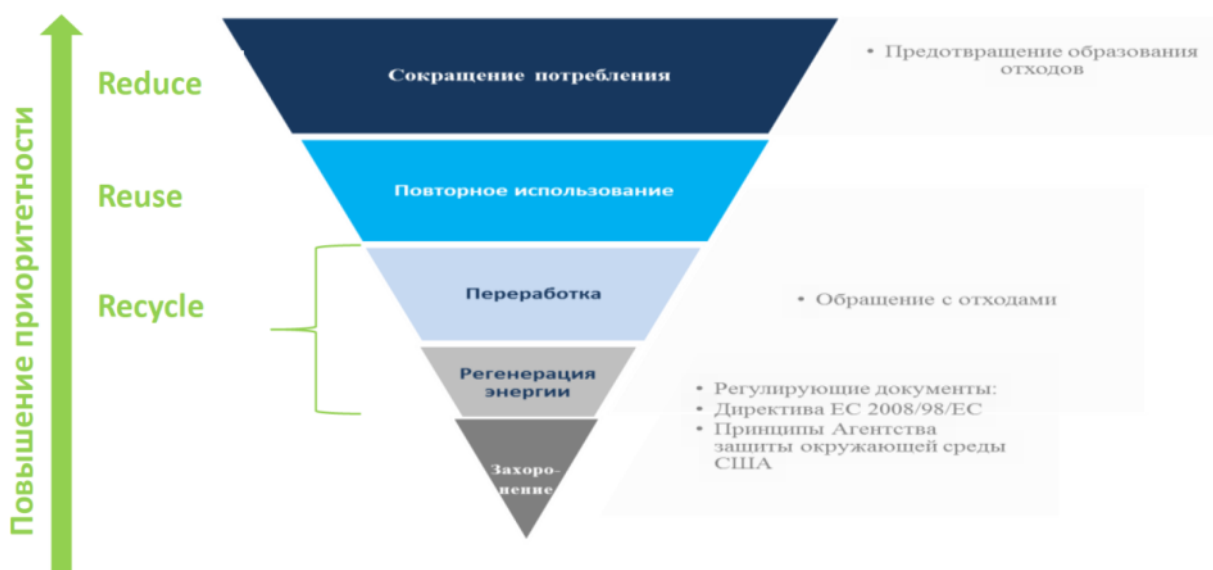 Повышение приоритетности
Reduce
Сокращение потребления
• Предотвращение образования
отходов
Reuse
Повторное использование
Recycle
Переработка
• Обращение с отходами
Регенерация
энергии
• Регулирующие документы:
• Директива ЕС 2008/98/ЕС
• Принципы Агентства
защиты окружающей среды
США
Захоро-
нение